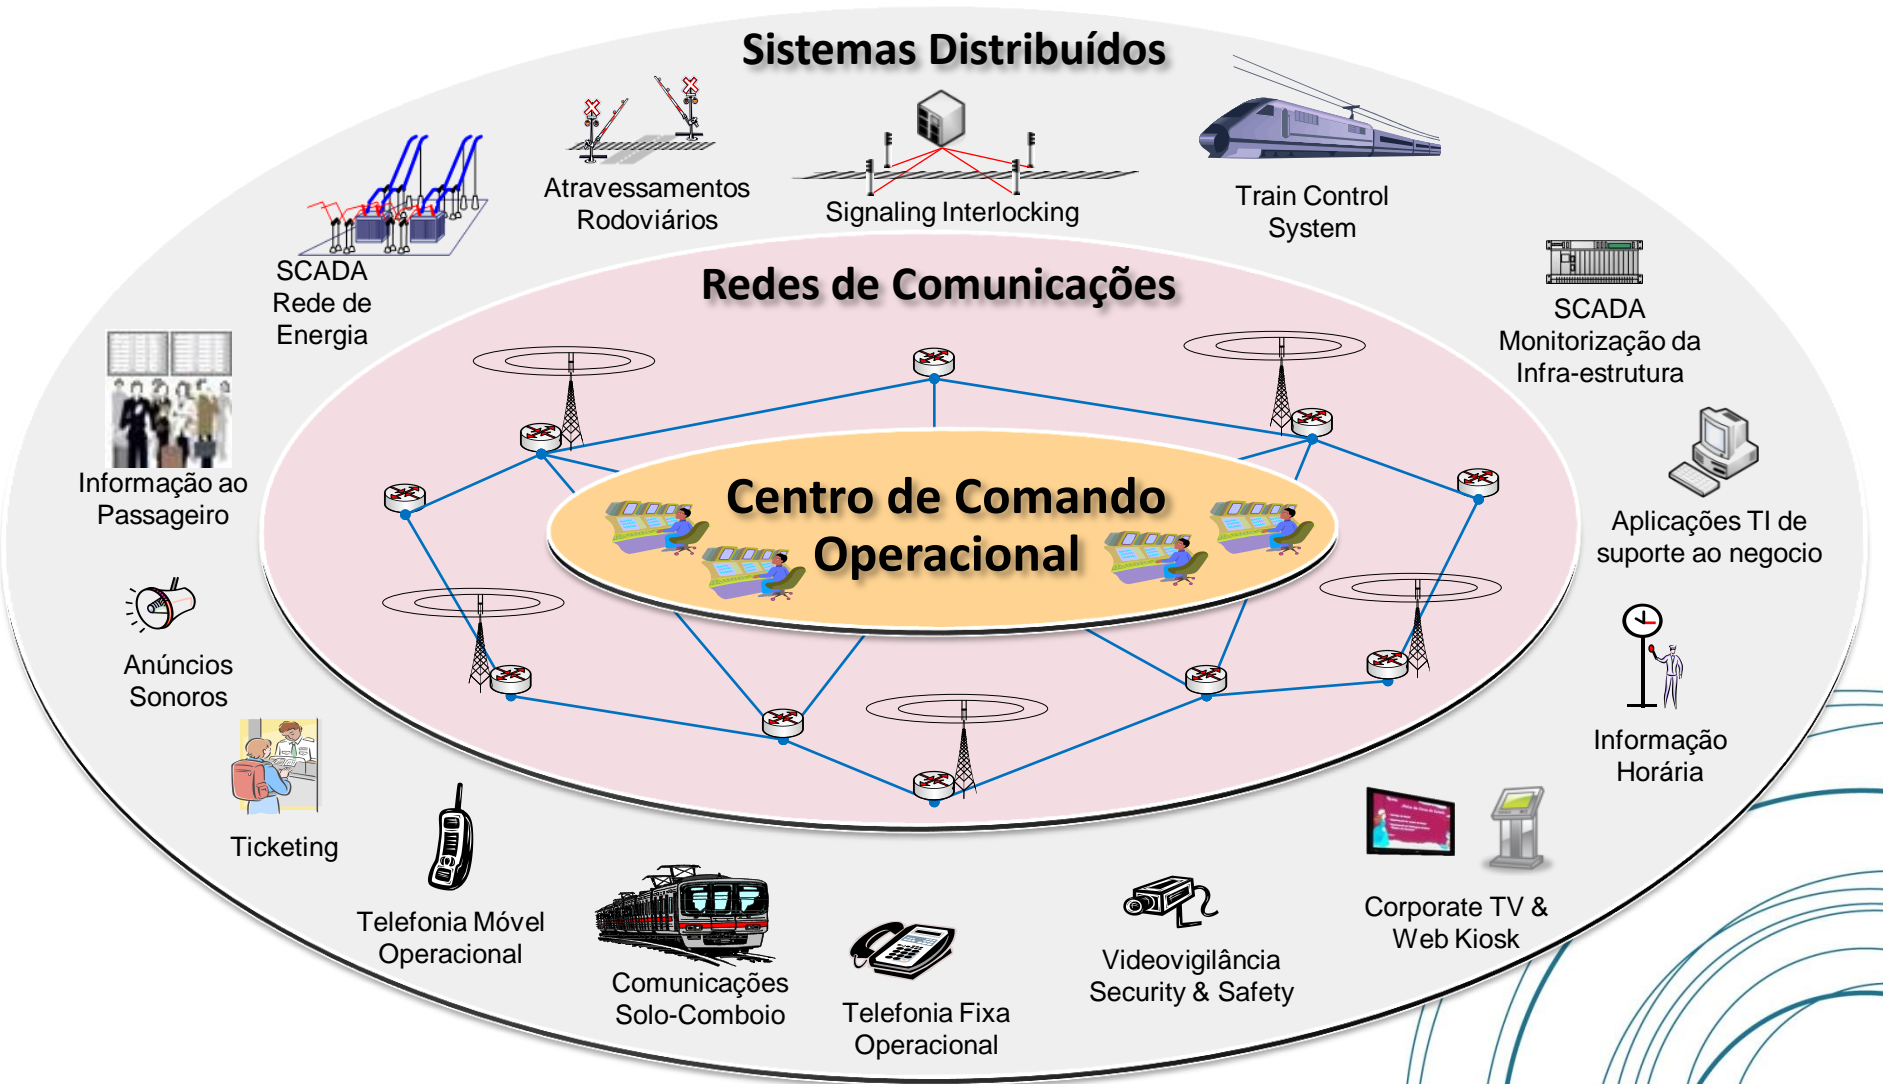 Sistemas Distribuídos
Atravessamentos
Rodoviários
Signaling Interlocking
Train Control
System
SCADA
Rede de
Energia
Redes de Comunicações
SCADA
Monitorização da
Infra-estrutura
Informação ao
Passageiro
Centro de Comando
Operacional
Aplicações TI de
suporte ao negocio
Anúncios
Sonoros
Informação
Horária
Ticketing
Telefonia Móvel
Operacional
Comunicações
Solo-Comboio
Telefonia Fixa
Operacional
Videovigilância
Security & Safety
Corporate TV &
Web Kiosk